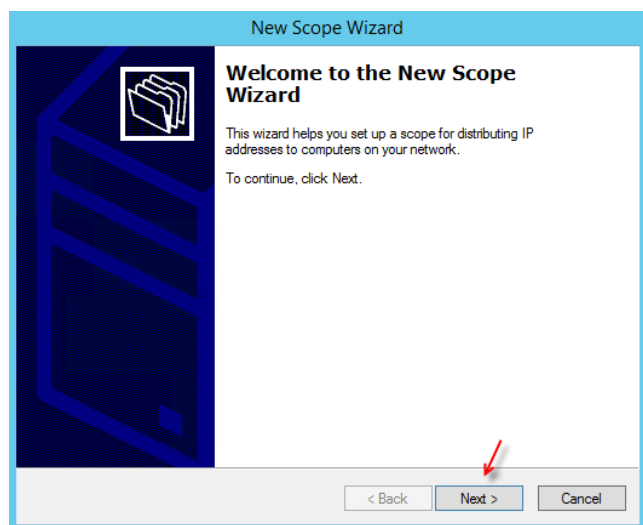 New Scope Wizard
Welcome to the New Scope
Wizard
This wizard helps you set up a scope for distributing IP
addresses to computers on your network.
To continue, click Next.
< Back
Next >
Cancel